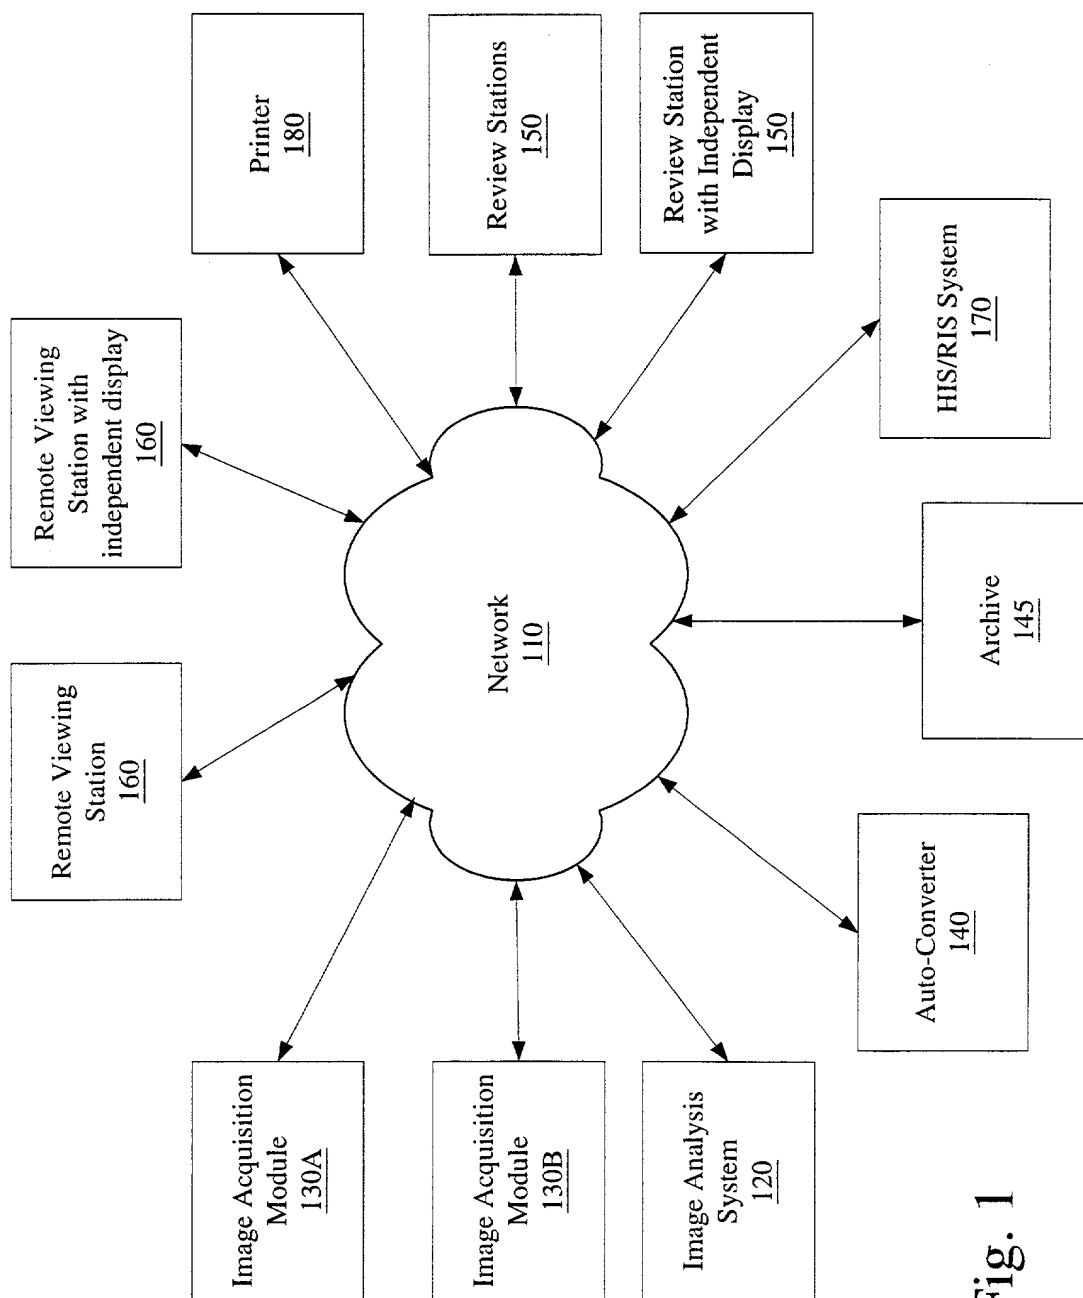 Remote Viewing
Station
160
Remote Viewing
Station with
independent display
160
Image Acquisition
Module
130A
Printer
180
Image Acquisition
Module
130B
Network
110
Review Stations
150
Image Analysis
System
120
Review Station
with Independent
Display
150
Auto-Converter
140
Archive
145
HIS/RIS System
170
Fig. 1